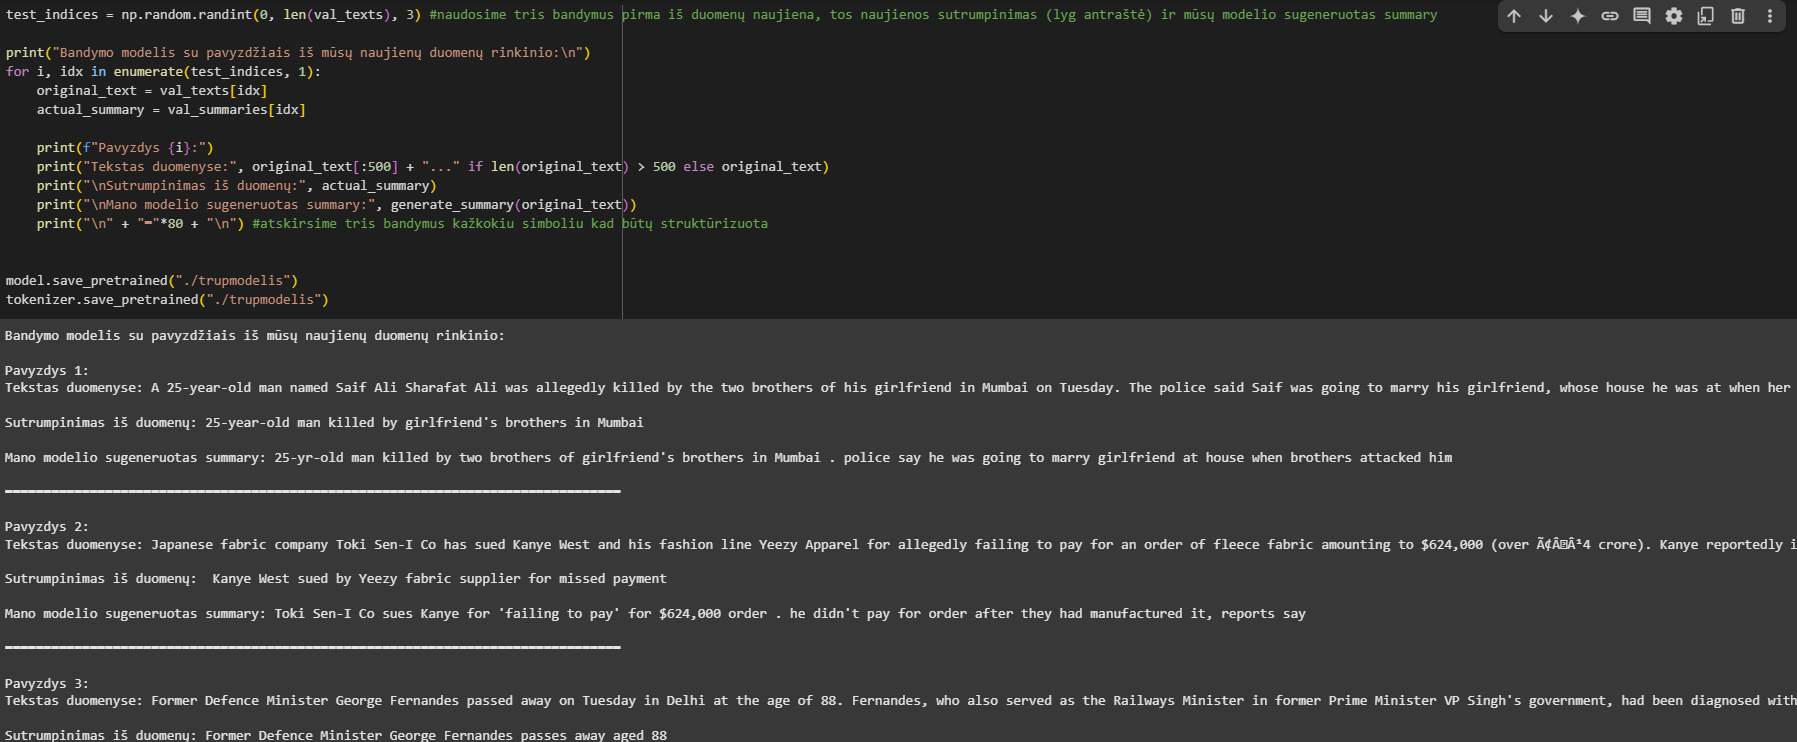 test_indices = np.random.randint(0, len(val_texts), 3) #naudosime tris bandymus pirma iš duomenų naujiena, tos naujienos sutrumpinimas (lyg antraštė) ir mūsų modelio sugeneruotas summary
print("Bandymo modelis su pavyzdžiais iš mūsų naujienų duomenų rinkinio:\n")
for i, idx in enumerate(test_indices, 1):
    original_text = val_texts[idx]
    actual_summary = val_summaries[idx]
    print(f"Pavyzdys {i}:")
    print("Tekstas duomenyse:", original_text[:500] + "..." if len(original_text) > 500 else original_text)
    print("\nSutrumpinimas iš duomenų:", actual_summary)
    print("\nMano modelio sugeneruotas summary:", generate_summary(original_text))
    print("\n" + "="*80 + "\n") #atskirsime tris bandymus kažkokiu simboliu kad būtų struktūrizuota
model.save_pretrained("./trupmodelis")
tokenizer.save_pretrained("./trupmodelis")
Bandymo modelis su pavyzdžiais iš mūsų naujienų duomenų rinkinio:
Pavyzdys 1:
Tekstas duomenyse: A 25-year-old man named Saif Ali Sharafat Ali was allegedly killed by the two brothers of his girlfriend in Mumbai on Tuesday. The police said Saif was going to marry his girlfriend, whose house he was at when her
Sutrumpinimas iš duomenų: 25-year-old man killed by girlfriend's brothers in Mumbai
Mano modelio sugeneruotas summary: 25-yr-old man killed by two brothers of girlfriend's brothers in Mumbai . police say he was going to marry girlfriend at house when brothers attacked him
Pavyzdys 2:
Tekstas duomenyse: Japanese fabric company Toki Sen-I Co has sued Kanye West and his fashion line Yeezy Apparel for allegedly failing to pay for an order of fleece fabric amounting to $624,000 (over 4 crore). Kanye reportedly i
Sutrumpinimas iš duomenų:  Kanye West sued by Yeezy fabric supplier for missed payment
Mano modelio sugeneruotas summary: Toki Sen-I Co sues Kanye for 'failing to pay' for $624,000 order . he didn't pay for order after they had manufactured it, reports say
Pavyzdys 3:
Tekstas duomenyse: Former Defence Minister George Fernandes passed away on Tuesday in Delhi at the age of 88. Fernandes, who also served as the Railways Minister in former Prime Minister VP Singh's government, had been diagnosed with
Sutrumpinimas iš duomenų: Former Defence Minister George Fernandes passes away aged 88